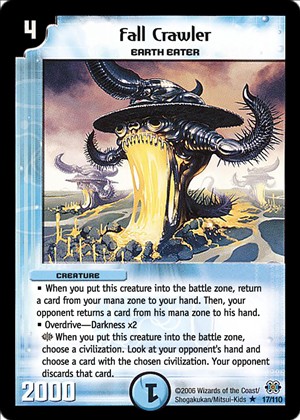 4
Fall Crawler
EARTH EATER
CREATURE
■ When you put this creature into the battle zone, return
a card from your mana zone to your hand. Then, your
opponent returns a card from his mana zone to his hand.
■ Overdrive—Darkness x2
When you put this creature into the battle zone,
choose a civilization. Look at your opponent's hand and
choose a card with the chosen civilization. Your opponent
discards that card.
2000
©2006 Wizards of the Coast/
Shogakukan/Mitsui-Kids ★ 17/110